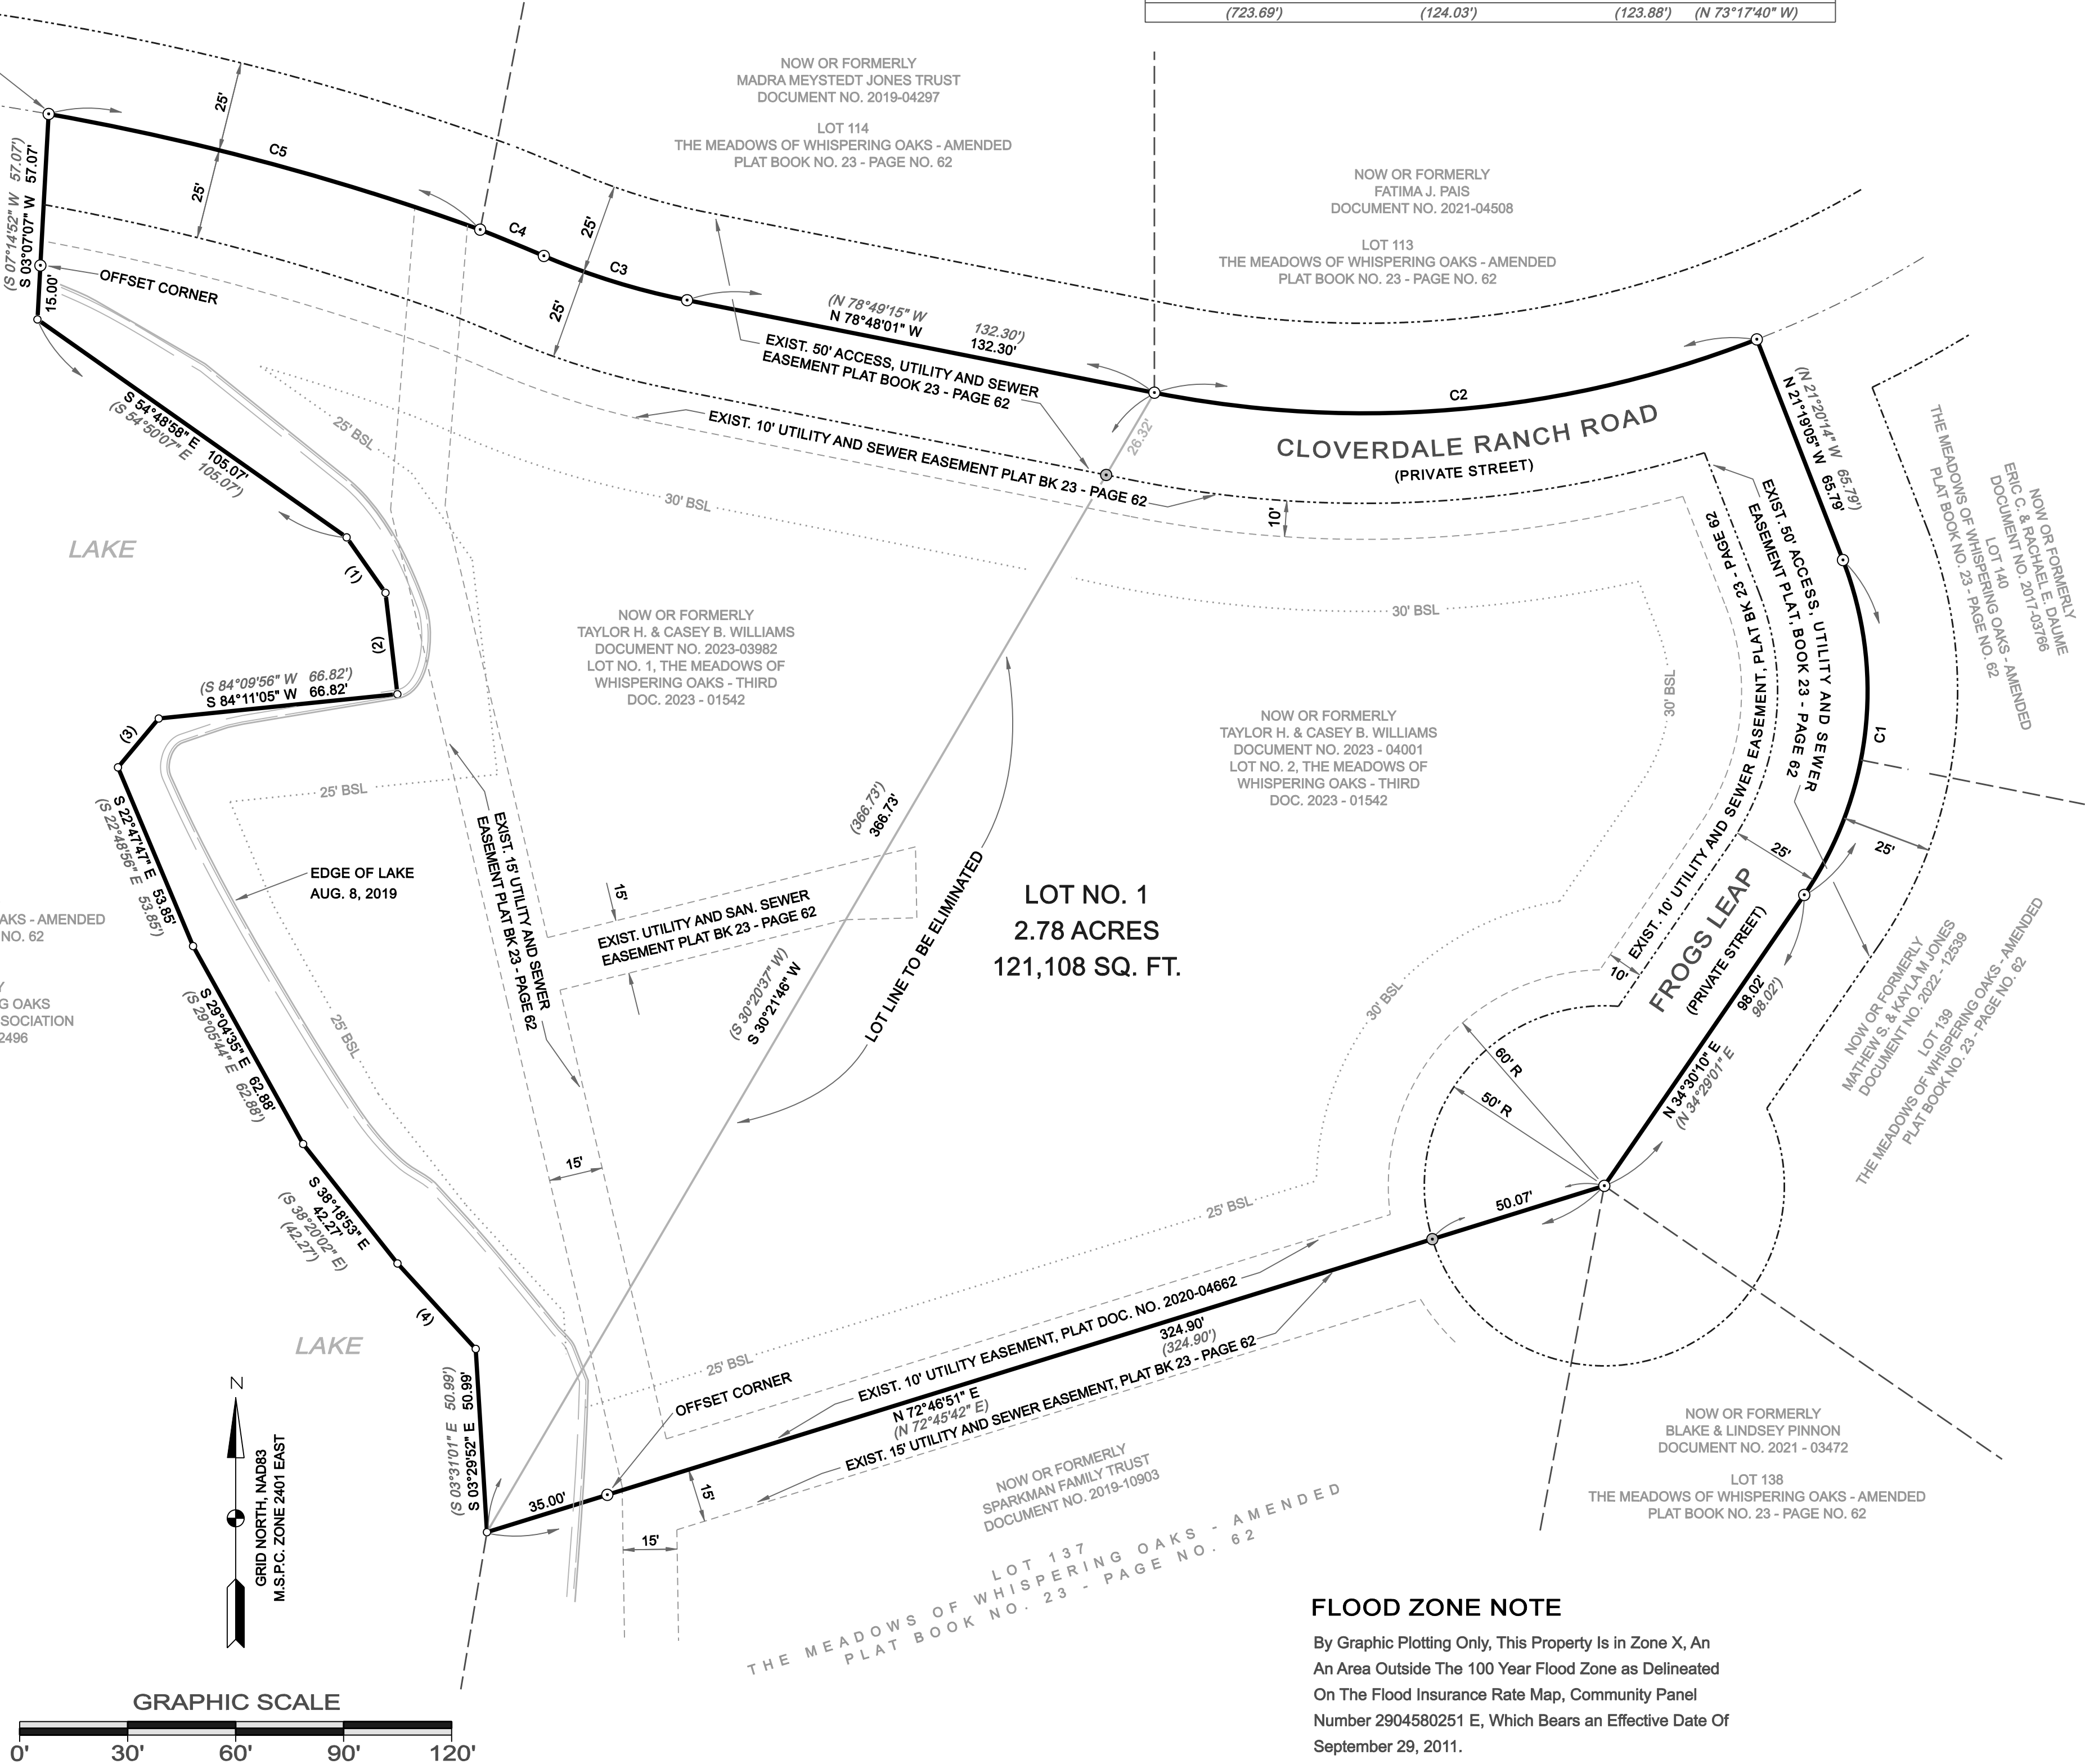 (723.69') (124.03') (123.88') (N 73°17'40" W)
NOW OR FORMERLY
MADRA MEYSTEDT JONES TRUST
DOCUMENT NO. 2019-04297
LOT 114
THE MEADOWS OF WHISPERING OAKS - AMENDED
PLAT BOOK NO. 23 - PAGE NO. 62
NOW OR FORMERLY
FATIMA J. PAIS
DOCUMENT NO. 2021-04508
LOT 113
THE MEADOWS OF WHISPERING OAKS - AMENDED
PLAT BOOK NO. 23 - PAGE NO. 62
25'
25'
C5
C4
C3
25'
25'
(S 07°14'52" W 57.07')
S 03°07'07" W 57.07'
15.00'
OFFSET CORNER
(N 78°49'15" W 132.30')
N 78°48'01" W 132.30'
EXIST. 50' ACCESS, UTILITY AND SEWER
EASEMENT PLAT BOOK 23 - PAGE 62
EXIST. 10' UTILITY AND SEWER EASEMENT PLAT BK 23 - PAGE 62
26.32'
C2
CLOVERDALE RANCH ROAD
(PRIVATE STREET)
10'
(N 21°20'14" W 65.79')
N 21°19'05" W 65.79'
NOW OR FORMERLY
ERIC C. & RACHAEL E. DAUME
DOCUMENT NO. 2017-03766
LOT 140
THE MEADOWS OF WHISPERING OAKS - AMENDED
PLAT BOOK NO. 23 - PAGE NO. 62
S 54°48'58" E 105.07'
(S 54°50'07" E 105.07')
25' BSL
30' BSL
30' BSL
30' BSL
30' BSL
LAKE
(1)
(2)
(S 84°09'56" W 66.82')
S 84°11'05" W 66.82'
(3)
25' BSL
NOW OR FORMERLY
TAYLOR H. & CASEY B. WILLIAMS
DOCUMENT NO. 2023-03982
LOT NO. 1, THE MEADOWS OF
WHISPERING OAKS - THIRD
DOC. 2023 - 01542
NOW OR FORMERLY
TAYLOR H. & CASEY B. WILLIAMS
DOCUMENT NO. 2023 - 04001
LOT NO. 2, THE MEADOWS OF
WHISPERING OAKS - THIRD
DOC. 2023 - 01542
EXIST. 10' UTILITY AND SEWER EASEMENT, PLAT BK 23 - PAGE 62
EXIST. 50' ACCESS, UTILITY AND SEWER
EASEMENT PLAT, BOOK 23 - PAGE 62
C1
25'
25'
10'
FROGS LEAP
(PRIVATE STREET)
98.02'
98.02')
N 34°30'10" E
(N 34°29'01" E
NOW OR FORMERLY
MATHEW S. & KAYLA M JONES
DOCUMENT NO. 2022 - 12539
LOT 139
THE MEADOWS OF WHISPERING OAKS - AMENDED
PLAT BOOK NO. 23 - PAGE NO. 62
S 22°47'47" E 53.85'
(S 22°48'56" E 53.85')
EDGE OF LAKE
AUG. 8, 2019
EXIST. 15' UTILITY AND SEWER
EASEMENT PLAT BK 23 - PAGE 62
15'
EXIST. UTILITY AND SAN. SEWER
EASEMENT PLAT BK 23 - PAGE 62
(366.73')
366.73'
(S 30°20'37" W)
S 30°21'46" W
LOT LINE TO BE ELIMINATED
LOT NO. 1
2.78 ACRES
121,108 SQ. FT.
AKS - AMENDED
NO. 62
G OAKS
SOCIATION
2496
S 29°04'35" E 62.88'
(S 29°05'44" E 62.88')
25' BSL
60' R
50' R
50.07'
15'
25' BSL
S 38°18'53" E
42.27'
(S 38°20'02" E)
(42.27')
(4)
LAKE
(S 03°31'01" E 50.99')
S 03°29'52" E 50.99'
25' BSL
OFFSET CORNER
EXIST. 10' UTILITY EASEMENT, PLAT DOC. NO. 2020-04662
324.90'
(324.90')
N 72°46'51" E
(N 72°45'42" E)
EXIST. 15' UTILITY AND SEWER EASEMENT, PLAT BK 23 - PAGE 62
35.00'
15'
15'
NOW OR FORMERLY
SPARKMAN FAMILY TRUST
DOCUMENT NO. 2019-10903
LOT 137
THE MEADOWS OF WHISPERING OAKS - AMENDED
PLAT BOOK NO. 23 - PAGE NO. 62
NOW OR FORMERLY
BLAKE & LINDSEY PINNON
DOCUMENT NO. 2021 - 03472
LOT 138
THE MEADOWS OF WHISPERING OAKS - AMENDED
PLAT BOOK NO. 23 - PAGE NO. 62
N
GRID NORTH, NAD83
M.S.P.C. ZONE 2401 EAST
GRAPHIC SCALE
0' 30' 60' 90' 120'
FLOOD ZONE NOTE
By Graphic Plotting Only, This Property Is in Zone X, An
An Area Outside The 100 Year Flood Zone as Delineated
On The Flood Insurance Rate Map, Community Panel
Number 2904580251 E, Which Bears an Effective Date Of
September 29, 2011.